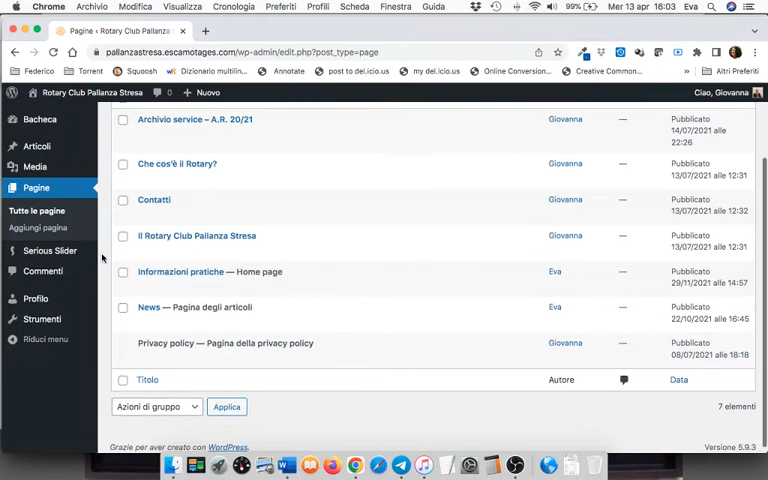 Chrome Archivio Modifica Visualizza Cronologia Preferiti Profili Scheda Finestra Guida 99% Mer 13 apr 16:03 Eva
Pagine ‹ Rotary Club Pallanza
pallanzastresa.escamotages.com/wp-admin/edit.php?post_type=page
Federico Torrent Squoosh Dizionario multilin... Annotate post to del.icio.us my del.icio.us Online Conversion... Creative Common... » Altri Preferiti
Rotary Club Pallanza Stresa 0 + Nuovo Ciao, Giovanna
Bacheca
Articoli
Media
Pagine
Tutte le pagine
Aggiungi pagina
Serious Slider
Commenti
Profilo
Strumenti
Riduci menu
Archivio service – A.R. 20/21 Giovanna — Pubblicato
14/07/2021 alle
22:26
Che cos'è il Rotary? Giovanna — Pubblicato
13/07/2021 alle 12:31
Contatti Giovanna — Pubblicato
13/07/2021 alle 12:32
Il Rotary Club Pallanza Stresa Giovanna — Pubblicato
13/07/2021 alle 12:31
Informazioni pratiche — Home page Eva — Pubblicato
29/11/2021 alle 14:57
News — Pagina degli articoli Eva — Pubblicato
22/10/2021 alle 16:45
Privacy policy — Pagina della privacy policy Giovanna — Pubblicato
08/07/2021 alle 18:18
Titolo Autore Data
Azioni di gruppo Applica 7 elementi
Grazie per aver creato con WordPress. Versione 5.9.3